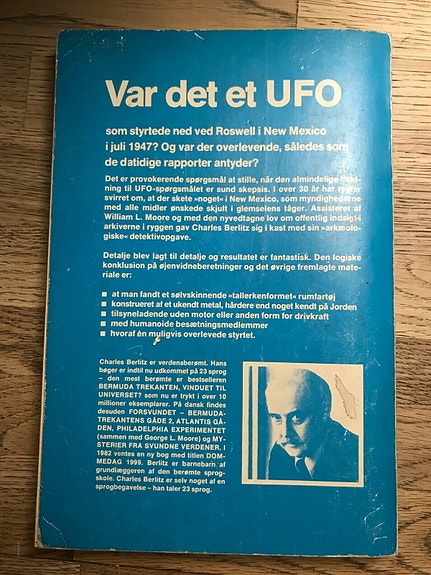 Var det et UFO
som styrtede ned ved Roswell i New Mexico
i juli 1947? Og var der overlevende, således som
de datidige rapporter antyder?
Det er provokerende spørgsmål at stille, når den almindelige
ning til UFO-spørgsmålet er sund skepsis. I over 30 år har rygter
svirret om, at der skete »noget« i New Mexico, som myndighederne
med alle midler ønskede skjult i glemselens tåger. Assisteret af
William L. Moore og med den nyvedtagne lov om offentlig indsigt i
arkiverne i ryggen gav Charles Berlitz sig i kast med sin »arkæolo-
giske« detektivopgave.
Detalje blev lagt til detalje og resultatet er fantastisk. Den logiske
konklusion på øjenvidneberetninger og det øvrige fremlagte mate-
riale er:
■ at man fandt et sølvskinnende »tallerkenformet« rumfartøj
■ konstrueret af et ukendt metal, hårdere end noget kendt på Jorden
■ tilsyneladende uden motor eller anden form for drivkraft
■ med humanoide besætningsmedlemmer
■ hvoraf én muligvis overlevede styrtet.
Charles Berlitz er verdensberømt. Hans
bøger er indtil nu udkommet på 23 sprog
– den mest berømte er bestselleren
BERMUDA TREKANTEN, VINDUET TIL
UNIVERSET? som nu er trykt i over 10
millioner eksemplarer. På dansk findes
desuden FORSVUNDET – BERMUDA-
TREKANTENS GÅDE 2, ATLANTIS GÅ-
DEN, PHILADELPHIA EXPERIMENTET
(sammen med George L. Moore) og MY-
STERIER FRA SVUNDNE VERDENER. I
1982 ventes en ny bog med titlen DOM-
MEDAG 1999. Berlitz er barnebarn af
grundlæggeren af den berømte sprog-
skole. Charles Berlitz er selv noget af en
sprogbegavelse – han taler 23 sprog.